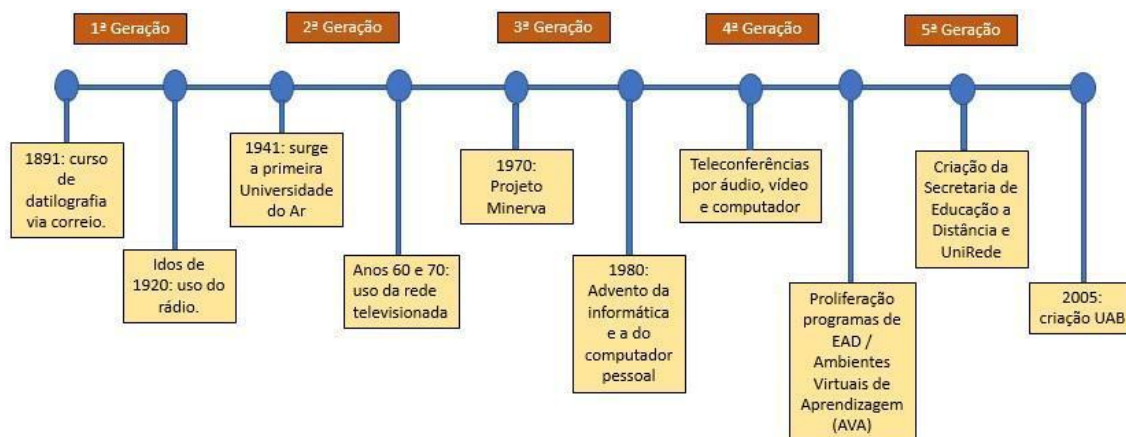 1ª Geração
2ª Geração
3ª Geração
4ª Geração
5ª Geração
1891: curso
de
datilografia
via correio.
Idos de
1920: uso do
rádio.
1941: surge
a primeira
Universidade
do Ar
Anos 60 e 70:
uso da rede
televisionada
1970:
Projeto
Minerva
1980:
Advento da
informática
e a do
computador
pessoal
Teleconferências
por áudio, vídeo
e computador
Proliferação
programas de
EAD /
Ambientes
Virtuais de
Aprendizagem
(AVA)
Criação da
Secretaria de
Educação a
Distância e
UniRede
2005:
criação UAB